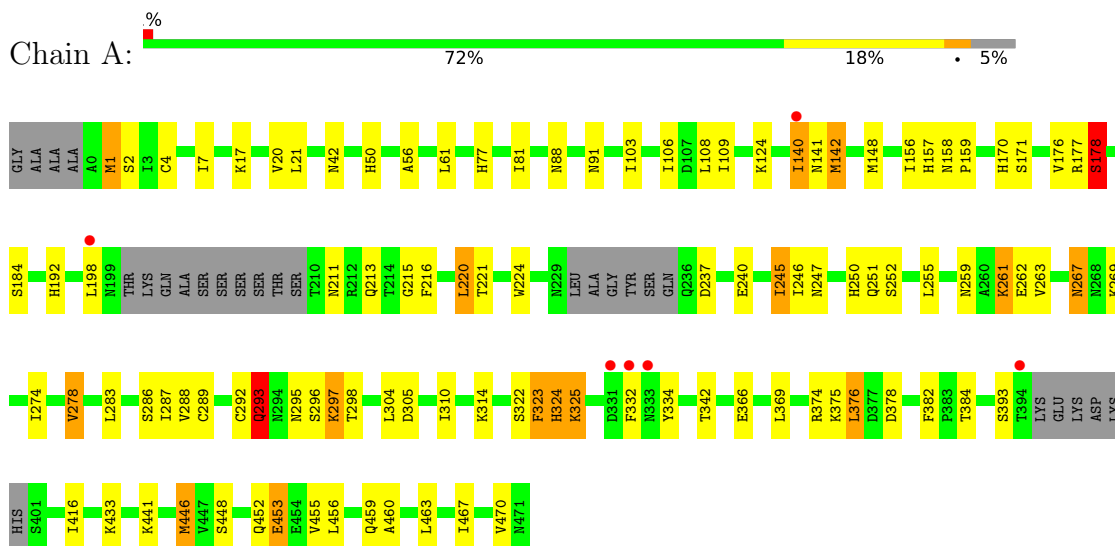 .%
Chain A:
72% 18% • 5%
GLY ALA ALA ALA A0 M1 S2 I3 C4 I7 K17 V20 L21 N42 H50 A56 L61 H77 I81 N88 N91 I103 I106 D107 L108 I109 K124 I140 N141 M142 M148 I156 H157 N158 P159 H170 S171 V176 R177 S178
S184 H192 L198 N199 THR LYS GLN ALA SER SER SER SER THR SER T210 N211 R212 Q213 T214 G215 F216 L220 T221 W224 N229 LEU ALA GLY TYR SER GLN Q236 D237 E240 I245 I246 N247 H250 Q251 S252 L255 N259 A260 K261 E262 V263 N267 N268 K269
I274 V278 L283 S286 I287 V288 C289 C292 Q293 N294 N295 S296 K297 T298 L304 D305 I310 K314 S322 F323 H324 K325 D331 F332 N333 Y334 T342 E366 L369 R374 K375 L376 D377 D378 F382 P383 T384 S393 T394 LYS GLU LYS ASP LYS
HIS S401 I416 K433 K441 M446 V447 S448 Q452 E453 E454 V455 L456 Q459 A460 L463 I467 V470 N471